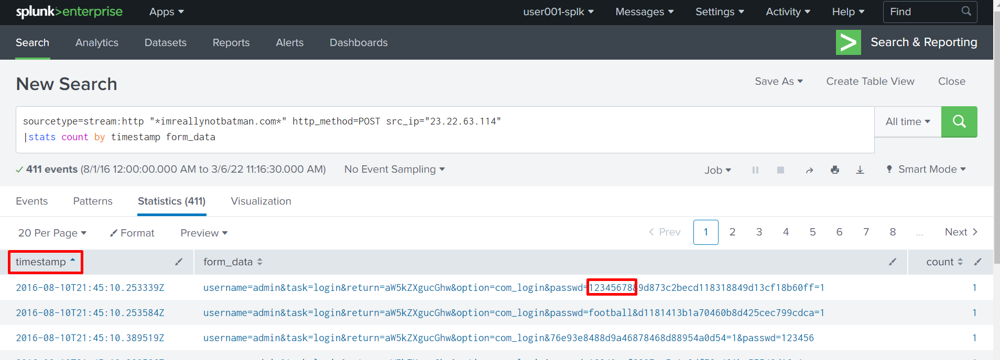 splunk>enterprise Apps user001-splk Messages Settings Activity Help Find
Search Analytics Datasets Reports Alerts Dashboards Search & Reporting
New Search Save As Create Table View Close
sourcetype=stream:http "*imreallynotbatman.com*" http_method=POST src_ip="23.22.63.114" All time
|stats count by timestamp form_data
411 events (8/1/16 12:00:00.000 AM to 3/6/22 11:16:30.000 AM) No Event Sampling Job Smart Mode
Events Patterns Statistics (411) Visualization
20 Per Page Format Preview < Prev 1 2 3 4 5 6 7 8 ... Next >
timestamp form_data count
2016-08-10T21:45:10.253339Z username=admin&task=login&return=aW5kZXgucGhw&option=com_login&passwd=12345678&9d873c2becd118318849d13cf18b60ff=1 1
2016-08-10T21:45:10.253584Z username=admin&task=login&return=aW5kZXgucGhw&option=com_login&passwd=football&d1181413b1a70460b8d425cec799cdca=1 1
2016-08-10T21:45:10.389519Z username=admin&task=login&return=aW5kZXgucGhw&option=com_login&76e93e8488d9a46878468d88954a0d54=1&passwd=123456 1